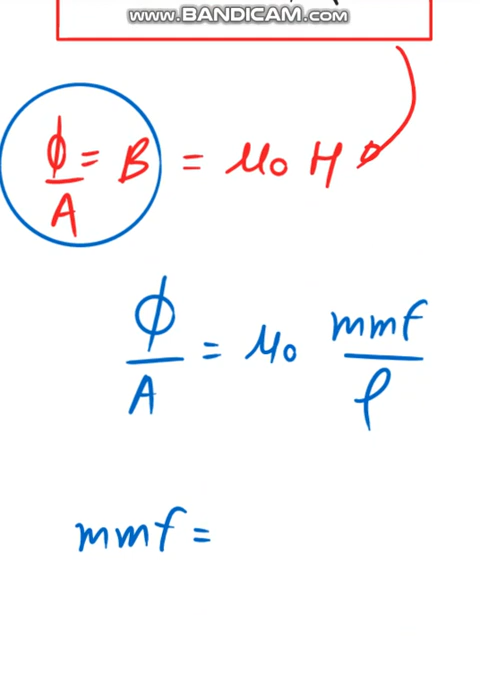 www.BANDICAM.com
ϕ/A = B = μ₀ H
ϕ/A = μ₀ mmf/ℓ
mmf =